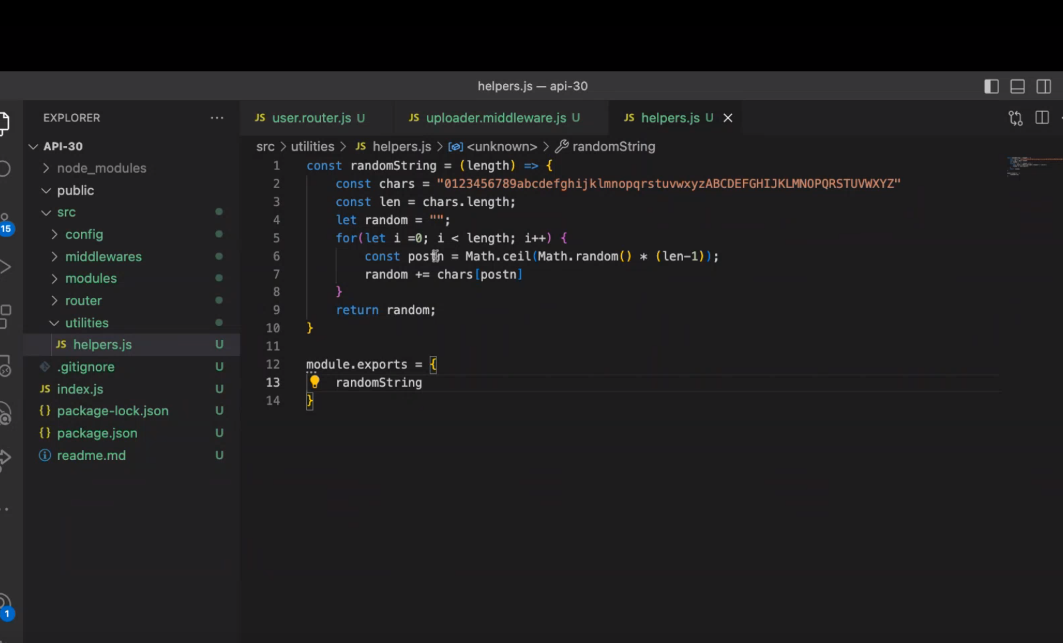 helpers.js — api-30
EXPLORER
···
JS user.router.js U
JS uploader.middleware.js U
JS helpers.js U
API-30
src > utilities > JS helpers.js > <unknown> > randomString
node_modules
public
src
config
middlewares
modules
router
utilities
JS helpers.js U
.gitignore U
JS index.js U
{} package-lock.json U
{} package.json U
readme.md U
15
1
1 const randomString = (length) => {
2 const chars = "0123456789abcdefghijklmnopqrstuvwxyzABCDEFGHIJKLMNOPQRSTUVWXYZ"
3 const len = chars.length;
4 let random = "";
5 for(let i =0; i < length; i++) {
6 const postn = Math.ceil(Math.random() * (len-1));
7 random += chars[postn]
8 }
9 return random;
10 }
11
12 module.exports = {
13 randomString
14 }